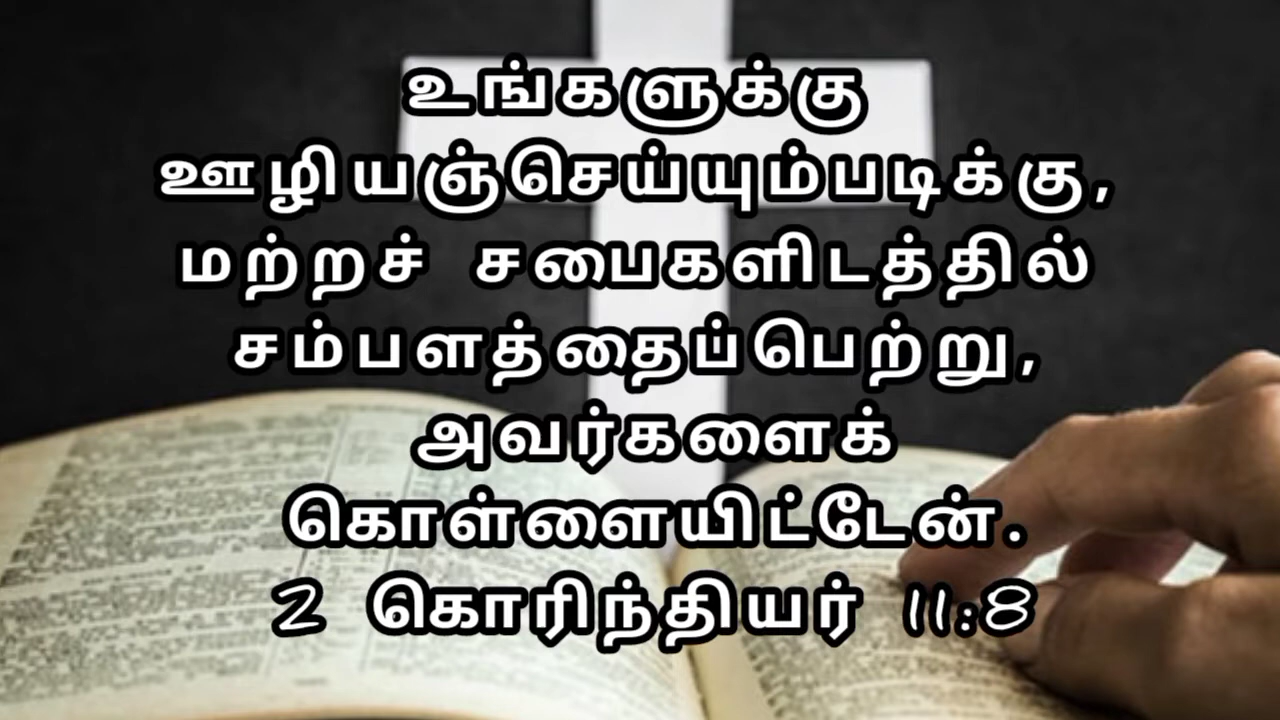 உங்களுக்கு
ஊழியஞ்செய்யும்படிக்கு,
மற்றச் சபைகளிடத்தில்
சம்பளத்தைப்பெற்று,
அவர்களைக்
கொள்ளையிட்டேன்.
2 கொரிந்தியர் 11:8